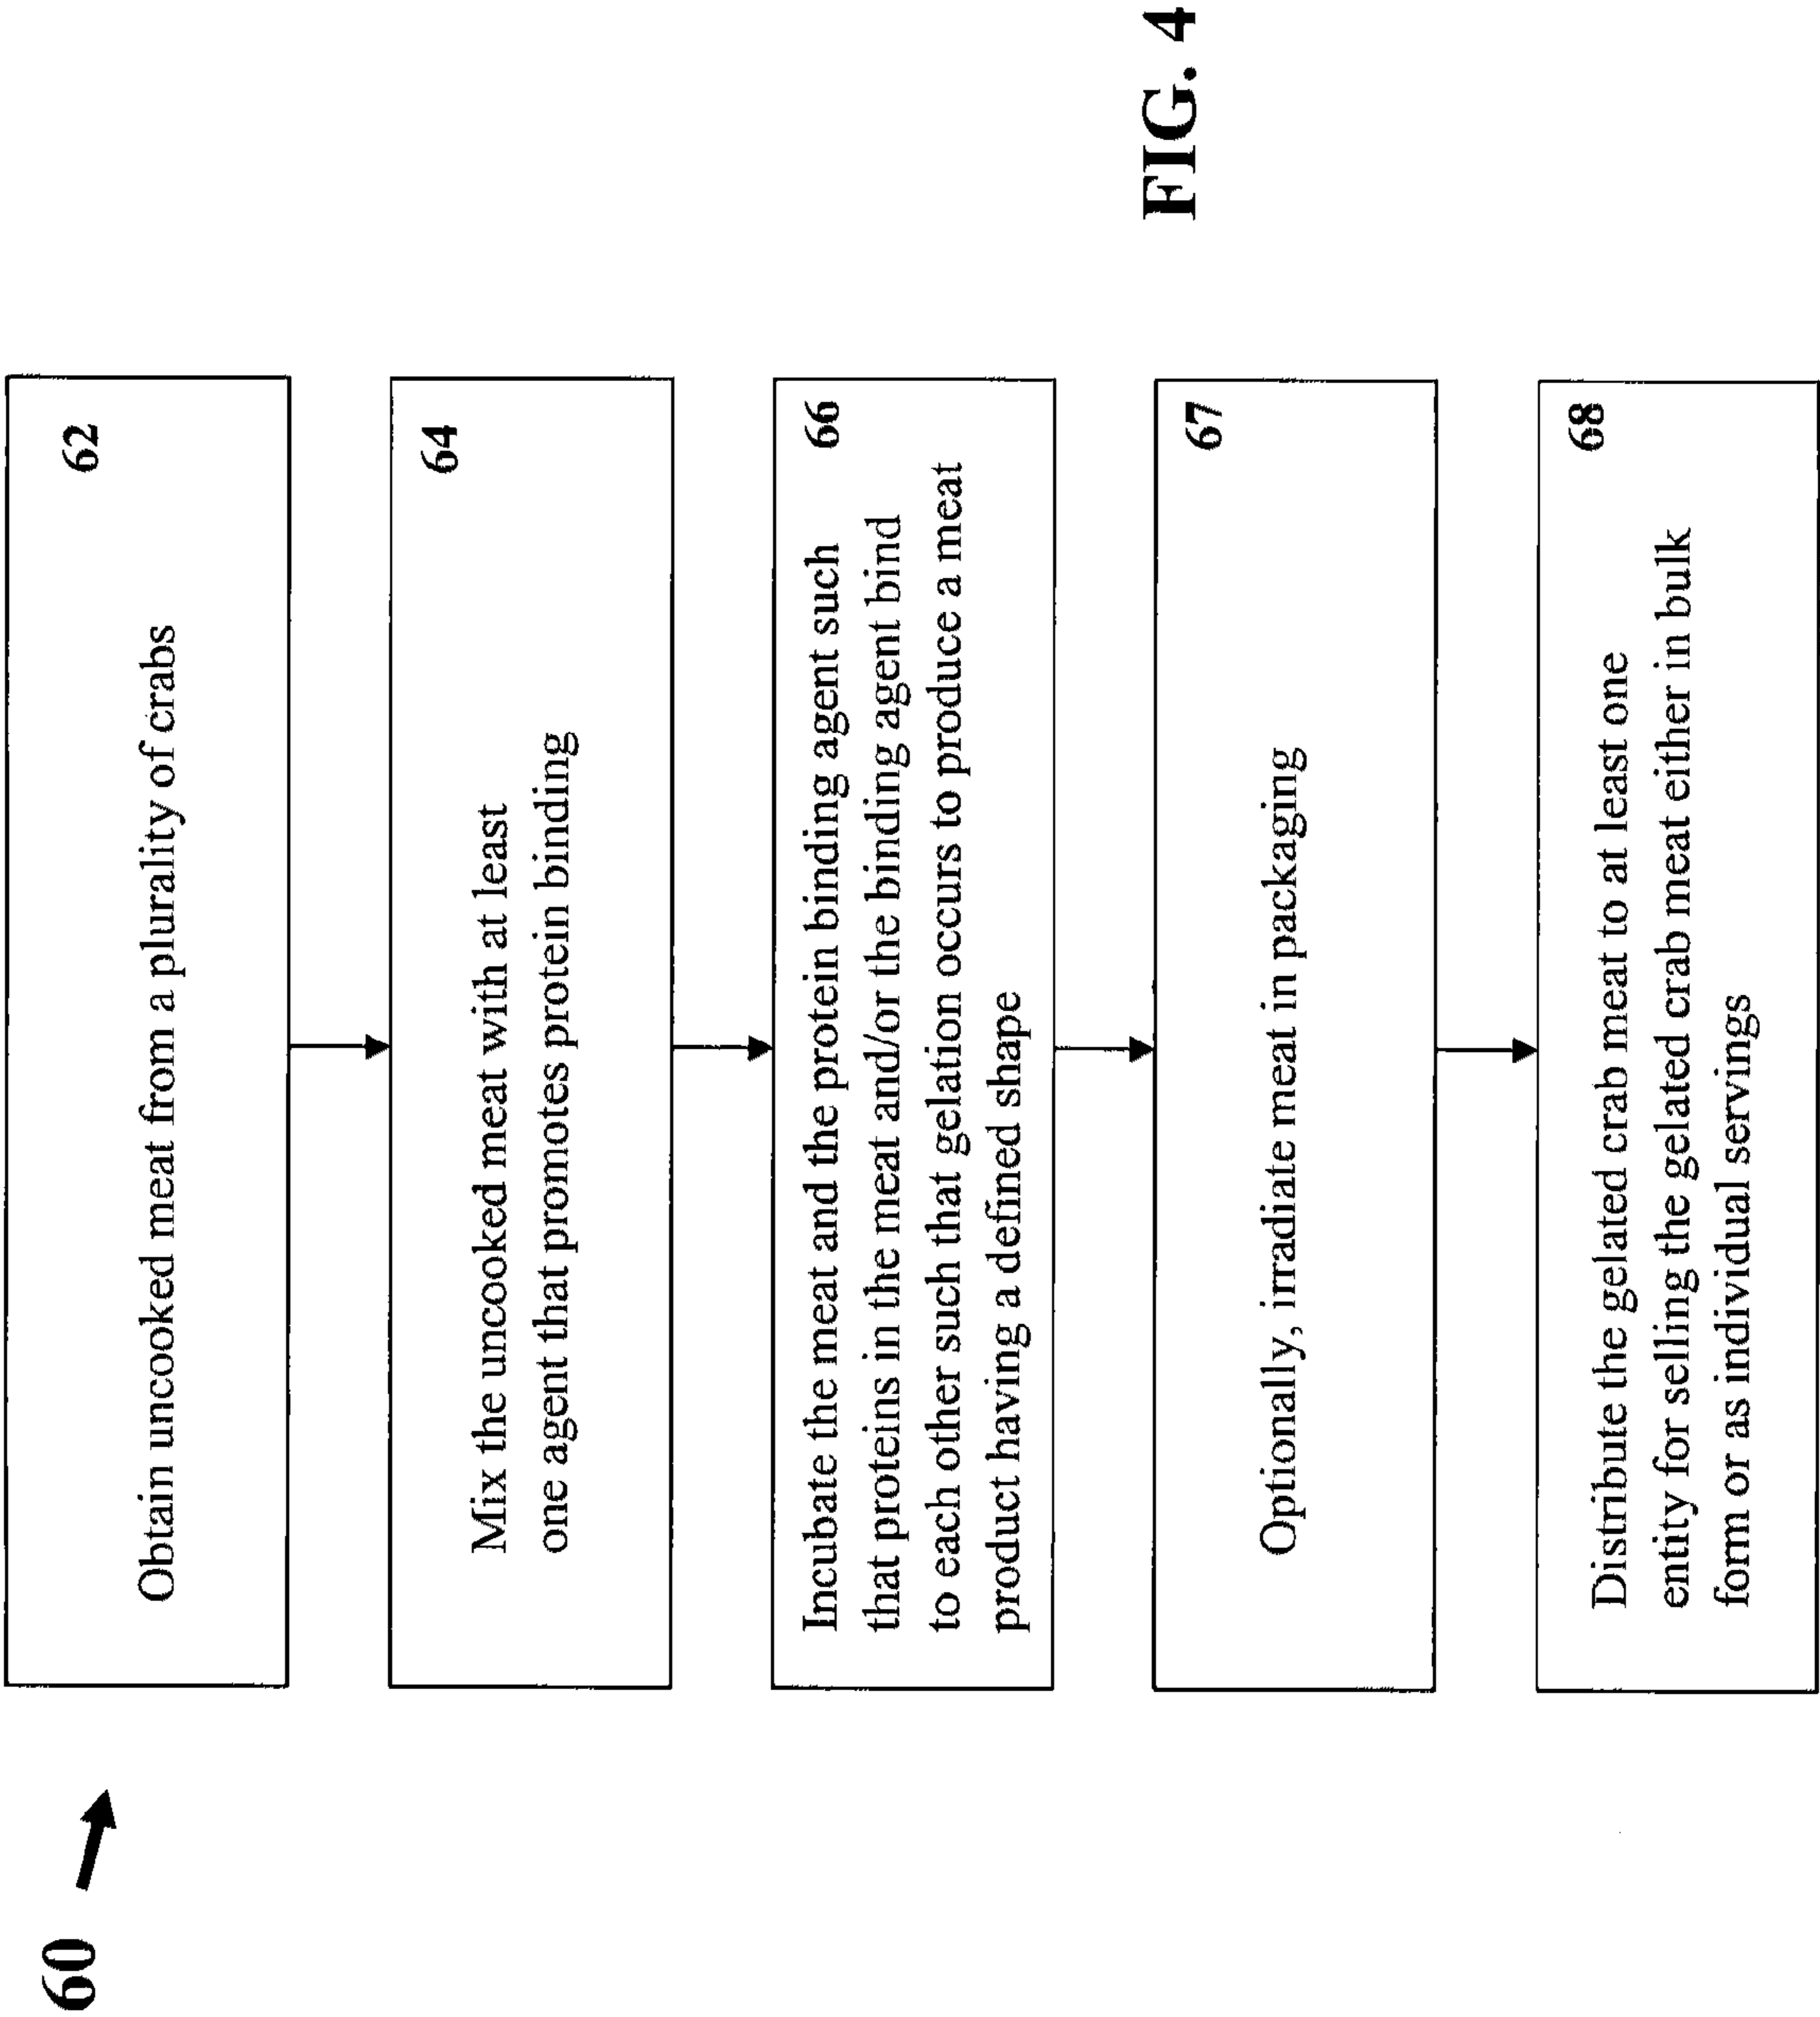 60
62
Obtain uncooked meat from a plurality of crabs
64
Mix the uncooked meat with at least
one agent that promotes protein binding
66
Incubate the meat and the protein binding agent such
that proteins in the meat and/or the binding agent bind
to each other such that gelation occurs to produce a meat
product having a defined shape
67
Optionally, irradiate meat in packaging
68
Distribute the gelated crab meat to at least one
entity for selling the gelated crab meat either in bulk
form or as individual servings
FIG. 4